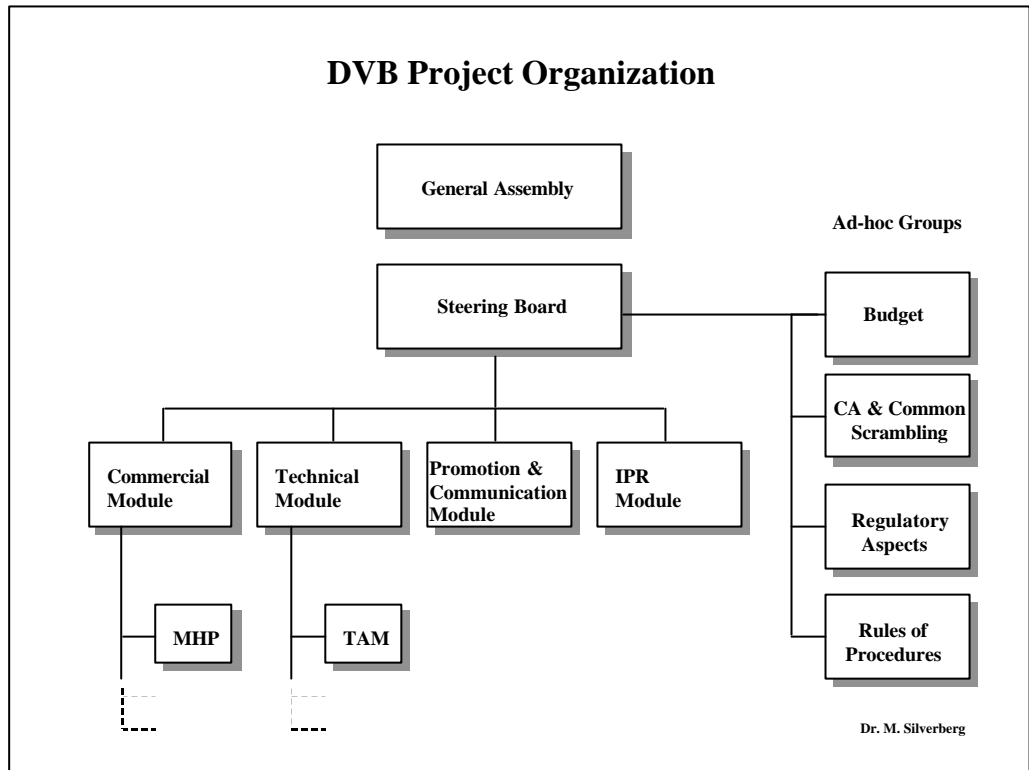 DVB Project Organization
General Assembly
Ad-hoc Groups
Steering Board
Budget
CA & Common
Scrambling
Commercial
Module
Technical
Module
Promotion &
Communication
Module
IPR
Module
Regulatory
Aspects
MHP
TAM
Rules of
Procedures
Dr. M. Silverberg